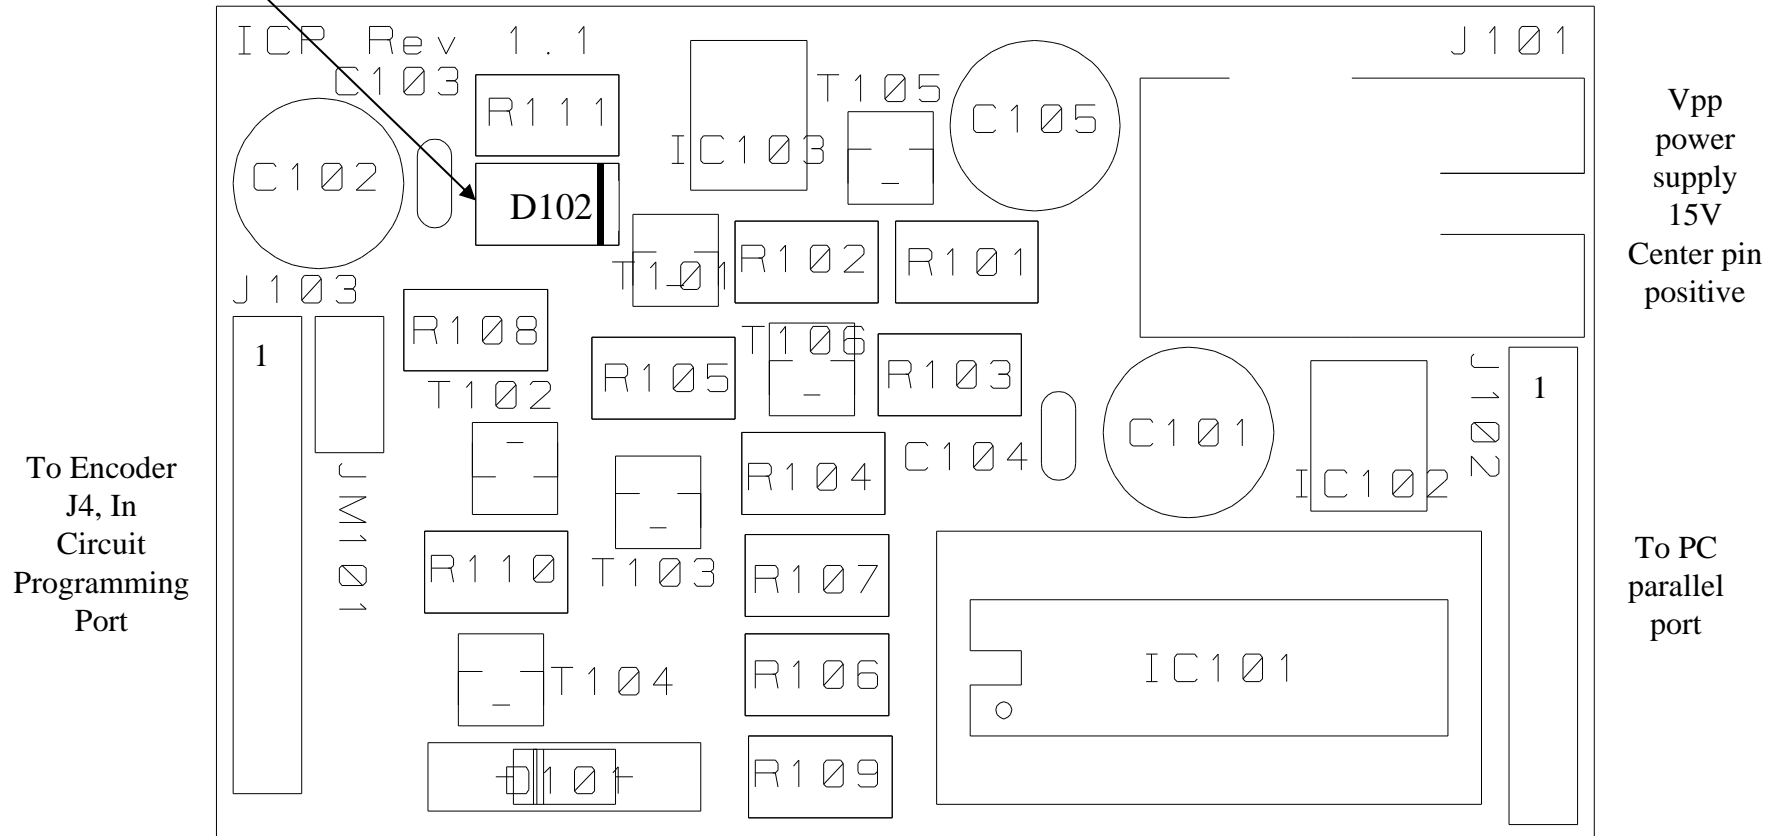 ICP Rev 1.1
J101
C103
T105
R111
C105
IC103
C102
D102
Vpp
power
supply
15V
Center pin
positive
T101
R102
R101
J103
R108
T106
1
R105
R103
J102
1
T102
C101
C104
R104
IC102
To Encoder
J4, In
Circuit
Programming
Port
JM101
R110
T103
R107
To PC
parallel
port
T104
R106
IC101
D101
R109